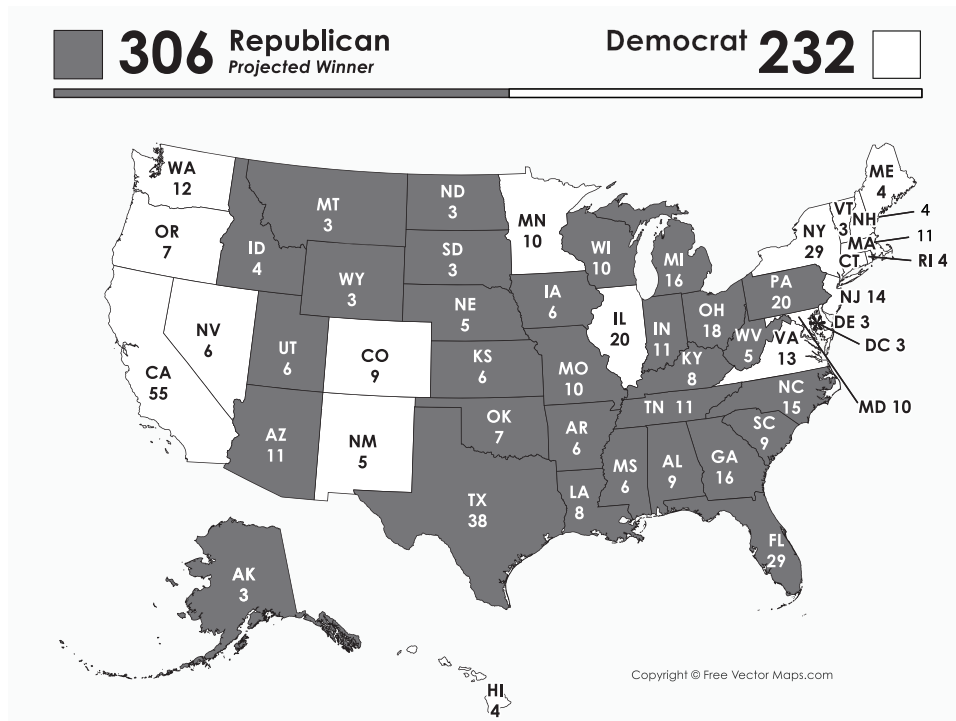 306 Republican
Projected Winner
Democrat 232
WA
12
OR
7
CA
55
NV
6
ID
4
MT
3
WY
3
UT
6
AZ
11
CO
9
NM
5
ND
3
SD
3
NE
5
KS
6
OK
7
TX
38
MN
10
IA
6
MO
10
AR
6
LA
8
WI
10
IL
20
MI
16
IN
11
OH
18
KY
8
TN 11
MS
6
AL
9
GA
16
FL
29
SC
9
NC
15
VA
13
WV
5
PA
20
NY
29
VT
3
NH
4
ME
4
MA
11
CT
RI 4
NJ 14
DE 3
DC 3
MD 10
AK
3
HI
4
Copyright © Free Vector Maps.com